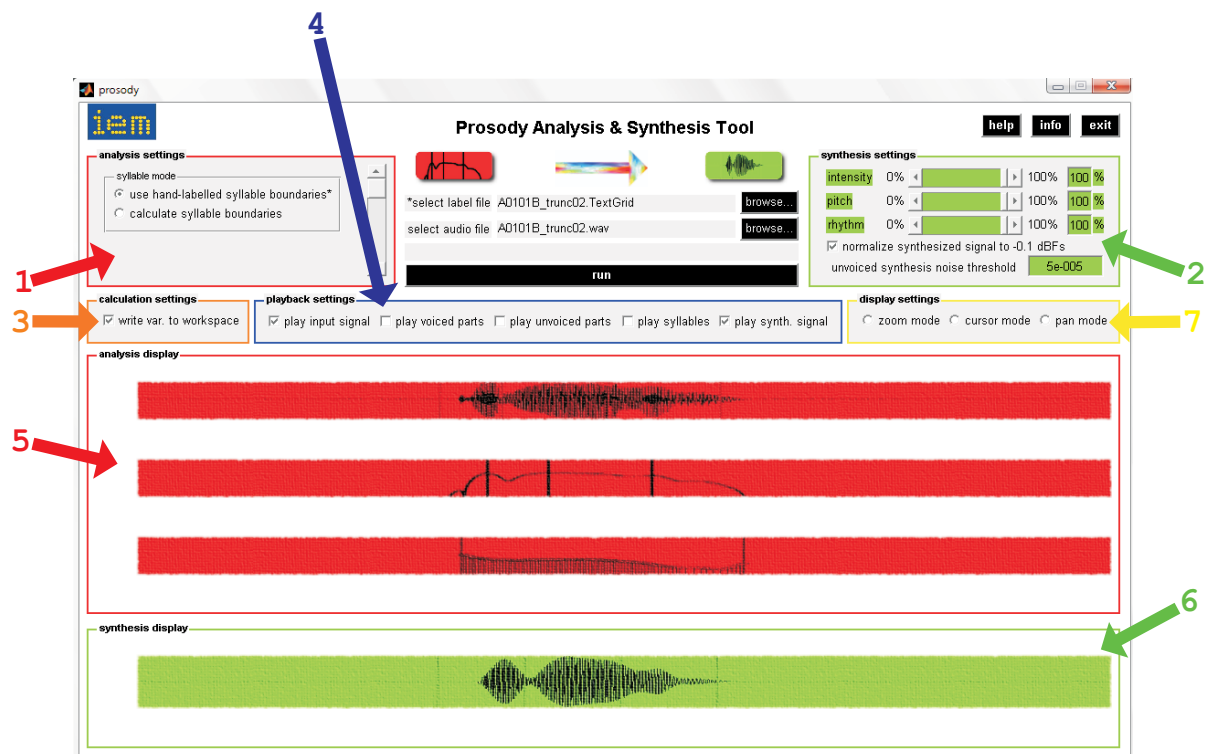 4
prosody
iem
Prosody Analysis & Synthesis Tool
help info exit
analysis settings
syllable mode
use hand-labelled syllable boundaries*
calculate syllable boundaries
1
*select label file A0101B_trunc02.TextGrid browse...
select audio file A0101B_trunc02.wav browse...
run
synthesis settings
intensity 0% 100% 100 %
pitch 0% 100% 100 %
rhythm 0% 100% 100 %
normalize synthesized signal to -0.1 dBFs
unvoiced synthesis noise threshold 5e-005
2
3
calculation settings
write var. to workspace
playback settings
play input signal play voiced parts play unvoiced parts play syllables play synth. signal
display settings
zoom mode cursor mode pan mode
7
analysis display
5
6
synthesis display